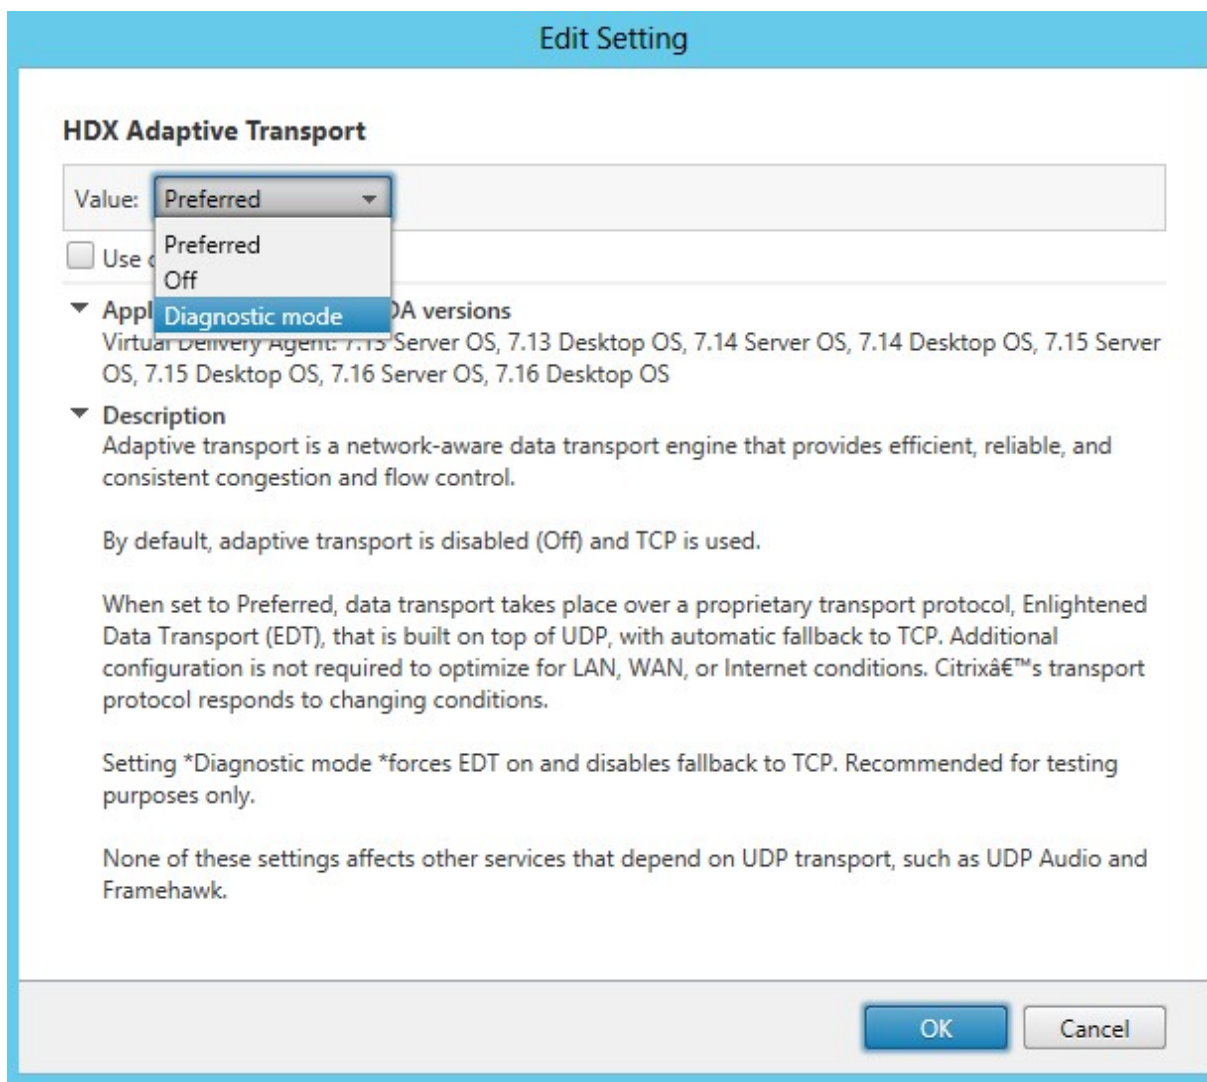 Edit Setting
HDX Adaptive Transport
Value: Preferred
Preferred
Use
Off
Diagnostic mode
DA versions
Virtual Delivery Agent: 7.13 Server OS, 7.13 Desktop OS, 7.14 Server OS, 7.14 Desktop OS, 7.15 Server
OS, 7.15 Desktop OS, 7.16 Server OS, 7.16 Desktop OS
Description
Adaptive transport is a network-aware data transport engine that provides efficient, reliable, and
consistent congestion and flow control.
By default, adaptive transport is disabled (Off) and TCP is used.
When set to Preferred, data transport takes place over a proprietary transport protocol, Enlightened
Data Transport (EDT), that is built on top of UDP, with automatic fallback to TCP. Additional
configuration is not required to optimize for LAN, WAN, or Internet conditions. Citrixâ€™s transport
protocol responds to changing conditions.
Setting *Diagnostic mode *forces EDT on and disables fallback to TCP. Recommended for testing
purposes only.
None of these settings affects other services that depend on UDP transport, such as UDP Audio and
Framehawk.
OK Cancel